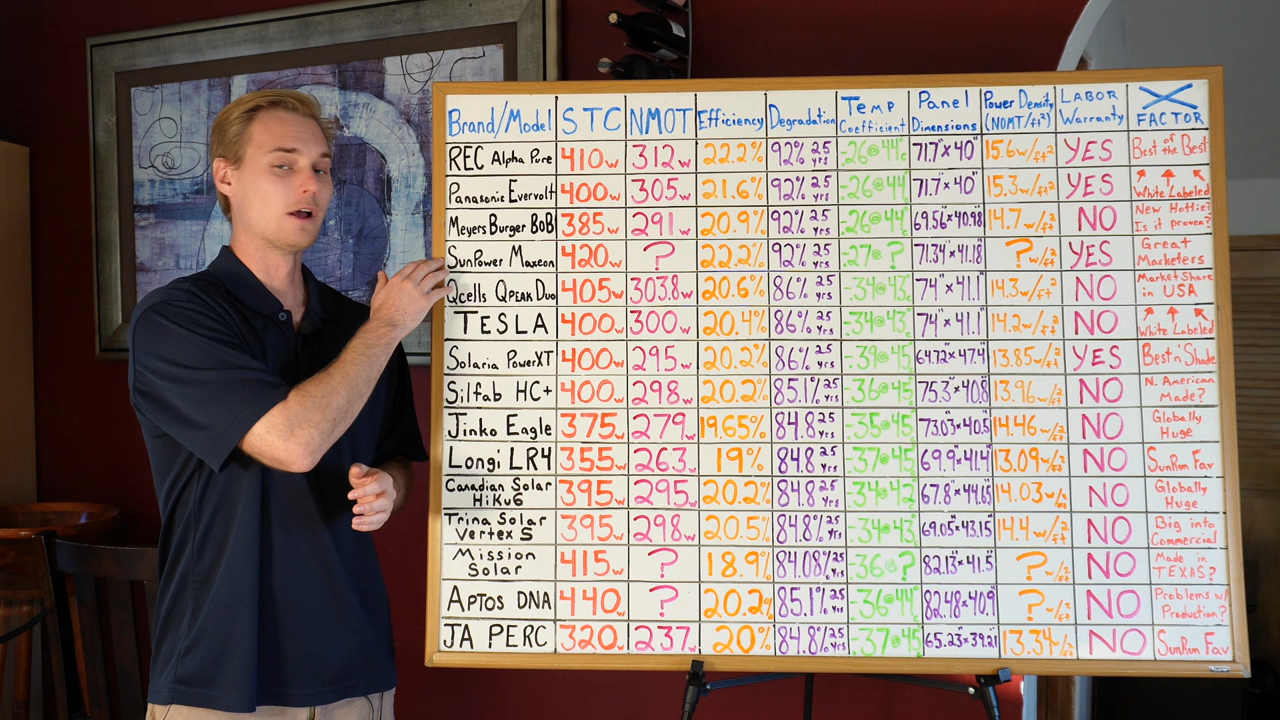 Brand/Model STC NMOT Efficiency Degradation Temp Coefficient Panel Dimensions Power Density (NOMT/ft²) LABOR Warranty X FACTOR
REC Alpha Pure 410w 312w 22.2% 92% 25 yrs -.26@44°c 71.7"x40" 15.6w/ft² YES Best of the Best
Panasonic Evervolt 400w 305w 21.6% 92% 25 yrs -.26@44 71.7"x40" 15.3w/ft² YES ↑ ↑ ↑ White Labeled
Meyers Burger BoB 385w 291w 20.9% 92% 25 yrs -.26@44 69.56"x40.98 14.7w/ft² NO New Hottie? Is it proven?
SunPower Maxeon 420w ? 22.2% 92% 25 yrs -.27@? 71.34"x41.18" ?w/ft² YES Great Marketers
Qcells QPeak Duo 405w 303.8w 20.6% 86% 25 yrs -.34@43°c 74"x41.1" 14.3w/ft² NO Market Share in USA
TESLA 400w 300w 20.4% 86% 25 yrs -.34@43°c 74"x41.1" 14.2w/ft² NO ↑ ↑ ↑ White Labeled
Solaria PowerXT 400w 295w 20.2% 86% 25 yrs -.39@45 64.72"x47.4" 13.85w/ft² YES Best n' Shade
Silfab HC+ 400w 298w 20.2% 85.1% 25 yrs -.36@45 75.3"x40.8 13.96w/ft² NO N. American Made?
Jinko Eagle 375w 279w 19.65% 84.8 25 yrs -.35@45 73.03"x40.5" 14.46w/ft² NO Globally Huge
Longi LR4 355w 263w 19% 84.8 25 yrs -.37@45 69.9"x41.4" 13.09w/ft² NO SunRun Fav
Canadian Solar HiKu6 395w 295w 20.2% 84.8 25 yrs -.34@42 67.8"x44.65 14.03w/ft² NO Globally Huge
Trina Solar Vertex S 395w 298w 20.5% 84.8% 25 yrs -.34@43°c 69.05"x43.15" 14.4w/ft² NO Big into Commercial
Mission Solar 415w ? 18.9% 84.08% 25 yrs -.36@? 82.13"x41.5" ?w/ft² NO Made in TEXAS?
Aptos DNA 440w ? 20.2% 85.1% 25 yrs -.36@44°c 82.48"x40.9" ?w/ft² NO Problems w/ Production?
JA PERC 320w 237w 20% 84.8% 25 yrs -.37@45 65.23"x39.21" 13.34w/ft² NO SunRun Fav